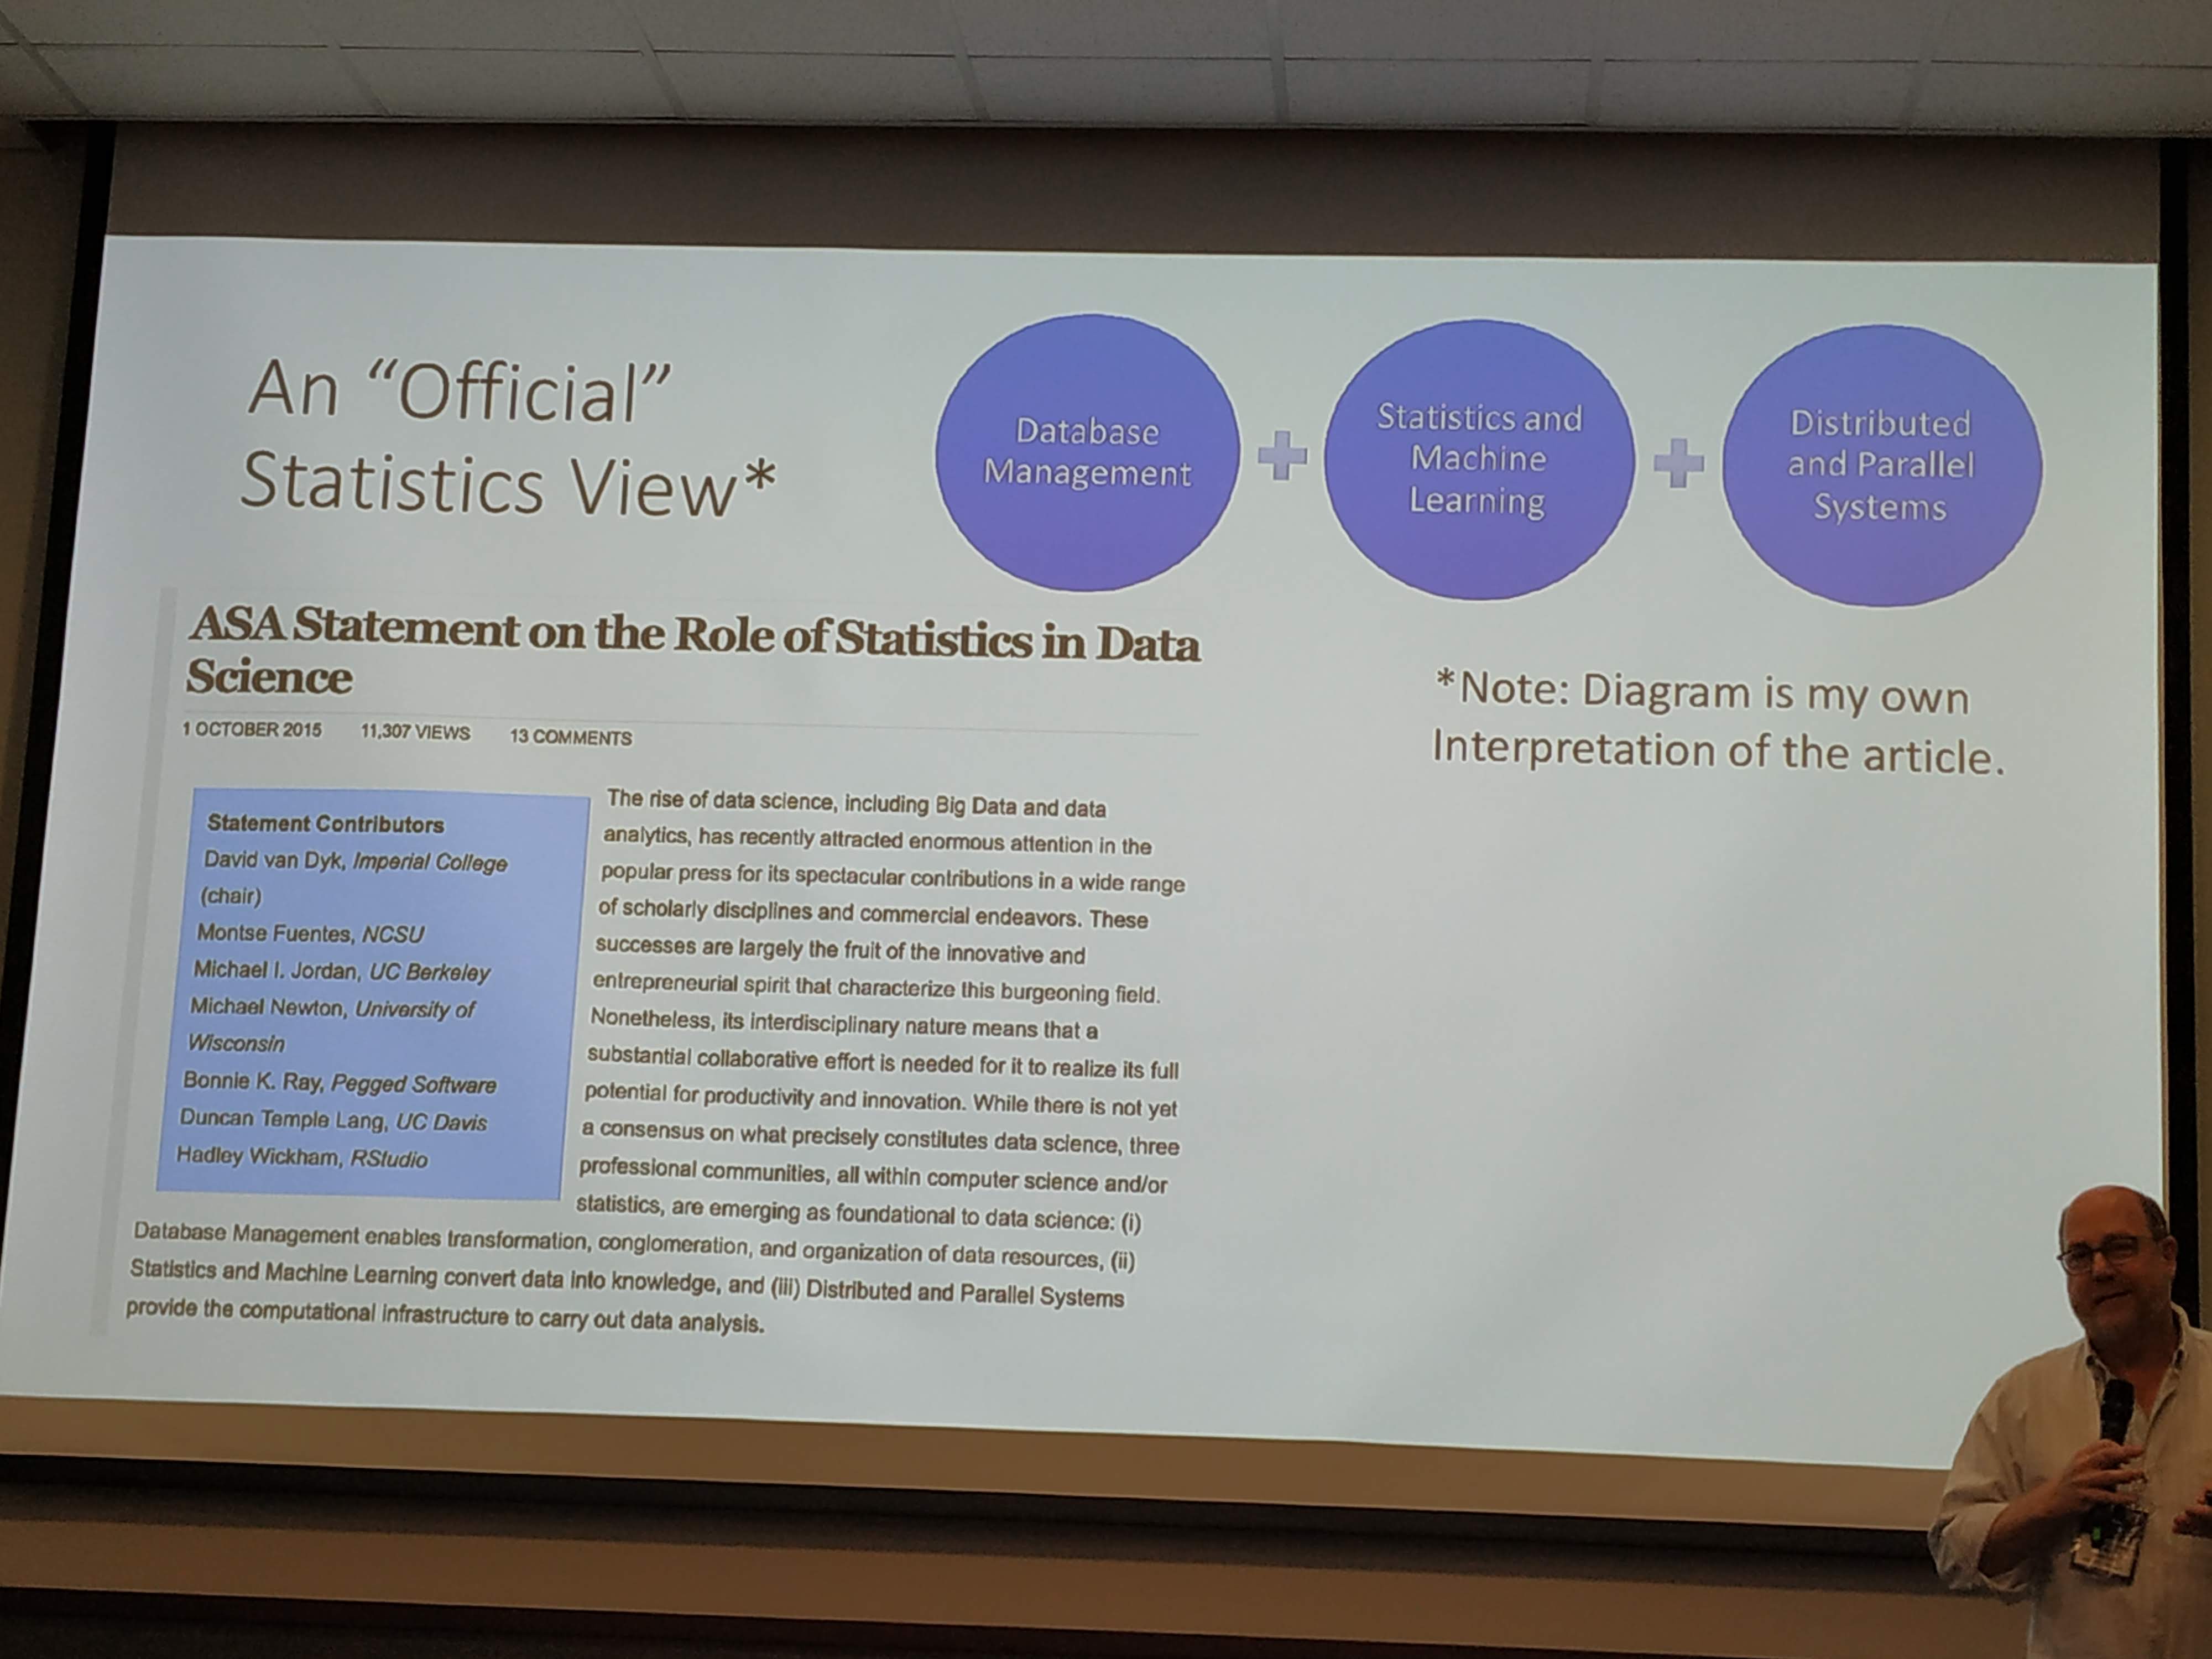 An “Official”
Statistics View*
Database
Management
Statistics and
Machine
Learning
Distributed
and Parallel
Systems
*Note: Diagram is my own
Interpretation of the article.
ASA Statement on the Role of Statistics in Data
Science
1 OCTOBER 2015 11,307 VIEWS 13 COMMENTS
Statement Contributors
David van Dyk, Imperial College
(chair)
Montse Fuentes, NCSU
Michael I. Jordan, UC Berkeley
Michael Newton, University of
Wisconsin
Bonnie K. Ray, Pegged Software
Duncan Temple Lang, UC Davis
Hadley Wickham, RStudio
The rise of data science, including Big Data and data
analytics, has recently attracted enormous attention in the
popular press for its spectacular contributions in a wide range
of scholarly disciplines and commercial endeavors. These
successes are largely the fruit of the innovative and
entrepreneurial spirit that characterize this burgeoning field.
Nonetheless, its interdisciplinary nature means that a
substantial collaborative effort is needed for it to realize its full
potential for productivity and innovation. While there is not yet
a consensus on what precisely constitutes data science, three
professional communities, all within computer science and/or
statistics, are emerging as foundational to data science: (i)
Database Management enables transformation, conglomeration, and organization of data resources, (ii)
Statistics and Machine Learning convert data into knowledge, and (iii) Distributed and Parallel Systems
provide the computational infrastructure to carry out data analysis.